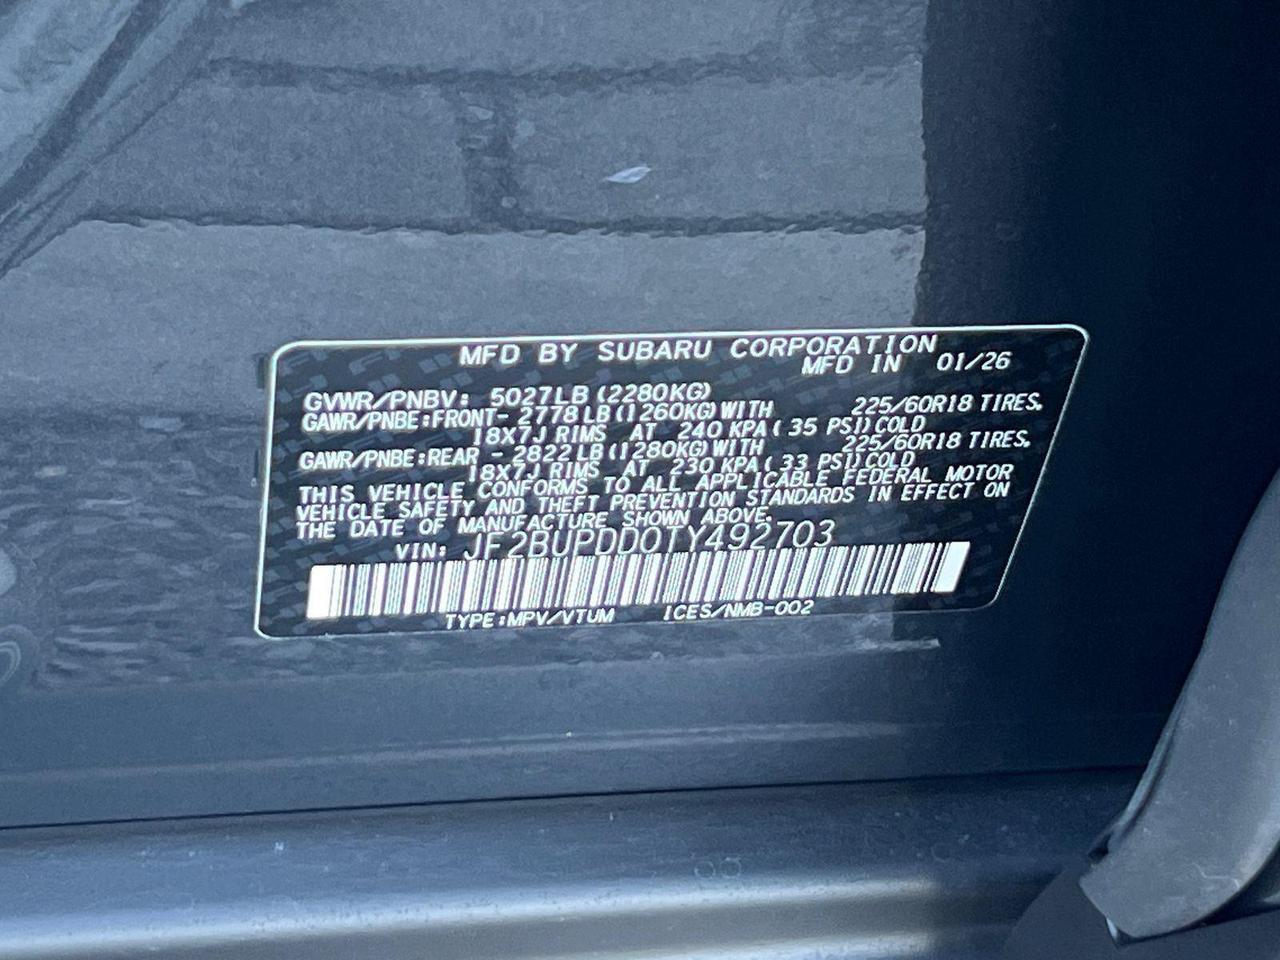 MFD BY SUBARU CORPORATION
MFD IN 01/26
GVWR/PNBV: 5027LB (2280KG)
GAWR/PNBE:FRONT- 2778LB(1260KG)WITH 225/60R18 TIRES.
18X7J RIMS AT 240 KPA( 35 PSI)COLD
GAWR/PNBE:REAR - 2822LB(1280KG)WITH 225/60R18 TIRES.
18X7J RIMS AT 230 KPA( 33 PSI)COLD
THIS VEHICLE CONFORMS TO ALL APPLICABLE FEDERAL MOTOR
VEHICLE SAFETY AND THEFT PREVENTION STANDARDS IN EFFECT ON
THE DATE OF MANUFACTURE SHOWN ABOVE.
VIN: JF2BUPDD0TY492703
TYPE:MPV/VTUM ICES/NMB-002